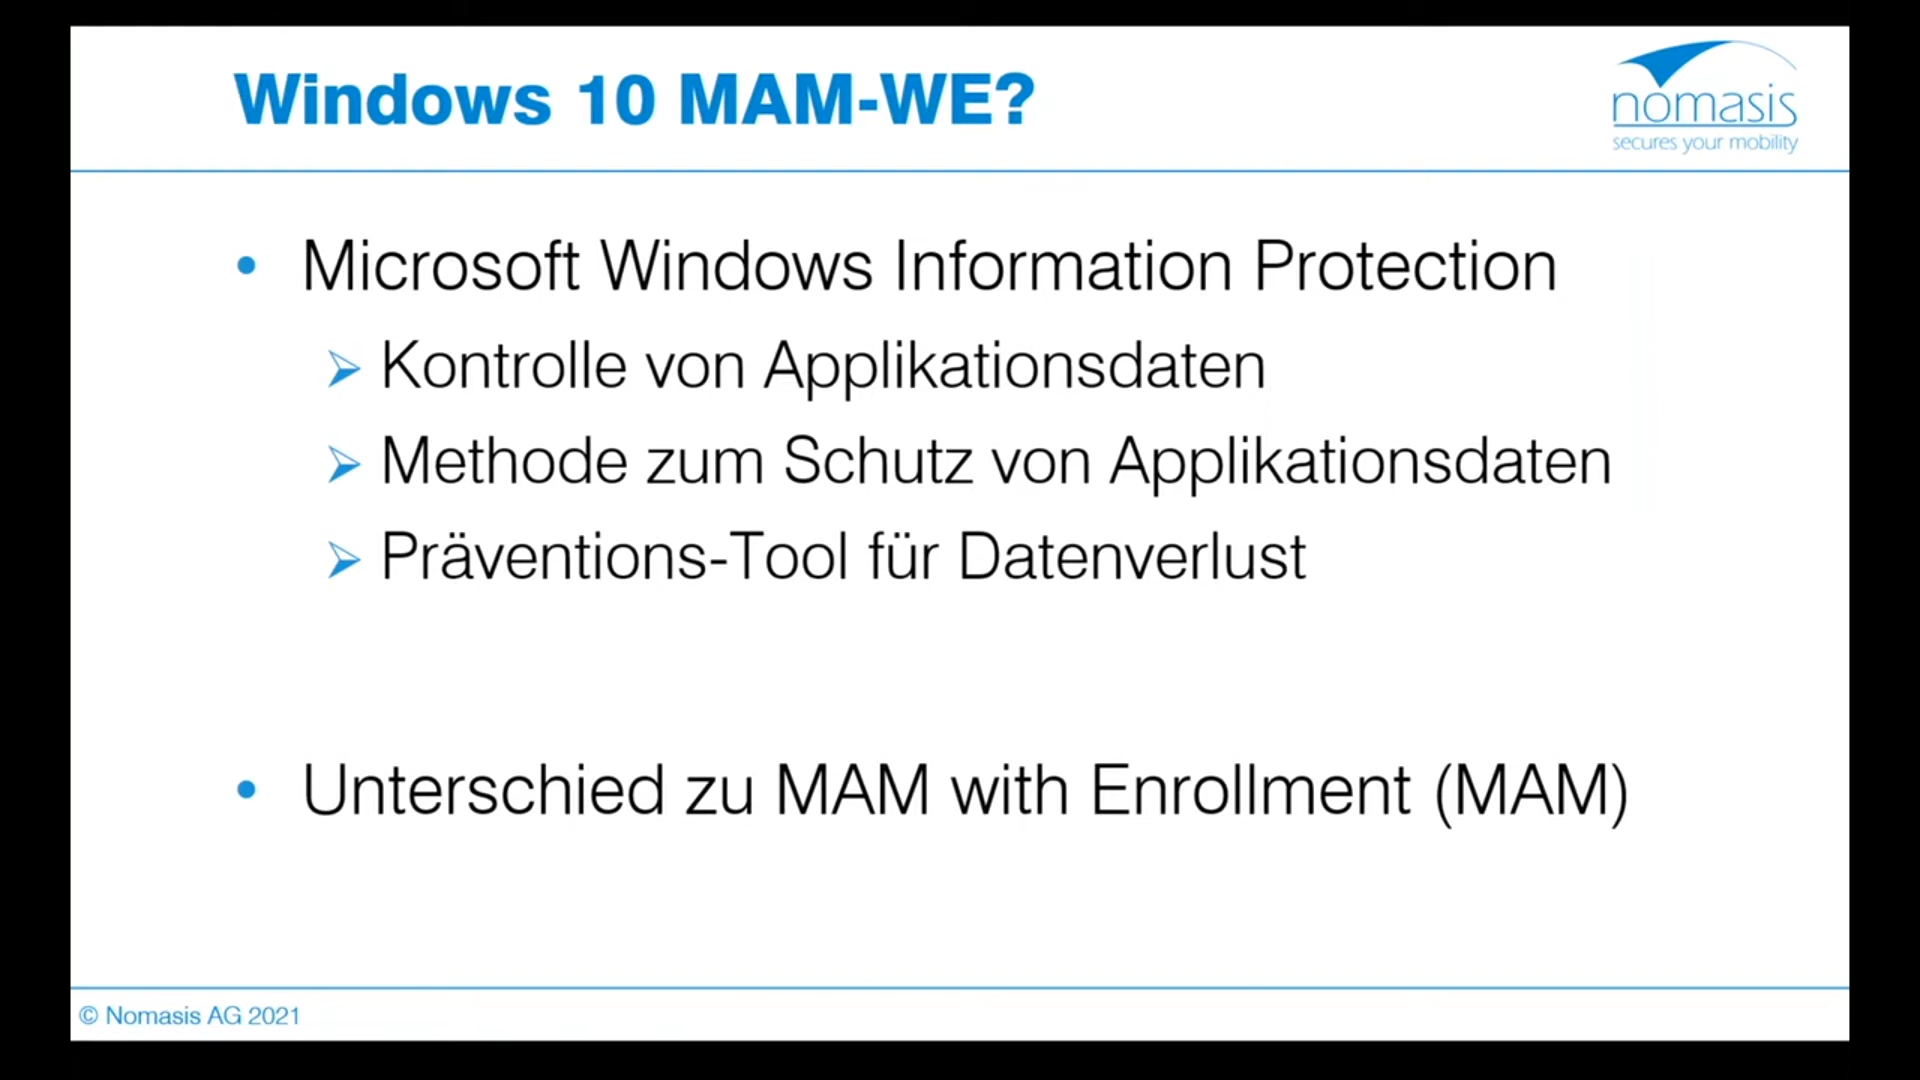 Windows 10 MAM-WE?
nomasis
secures your mobility
• Microsoft Windows Information Protection
➢ Kontrolle von Applikationsdaten
➢ Methode zum Schutz von Applikationsdaten
➢ Präventions-Tool für Datenverlust
• Unterschied zu MAM with Enrollment (MAM)
© Nomasis AG 2021